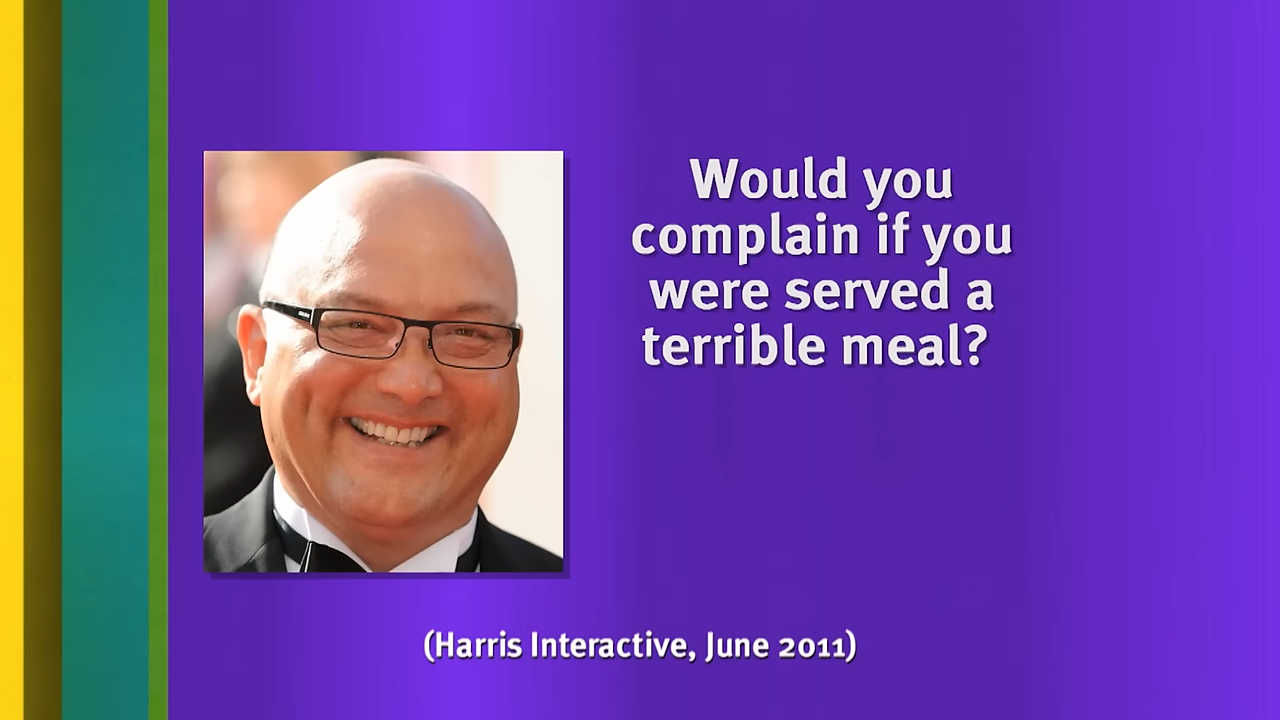 Would you
complain if you
were served a
terrible meal?
(Harris Interactive, June 2011)